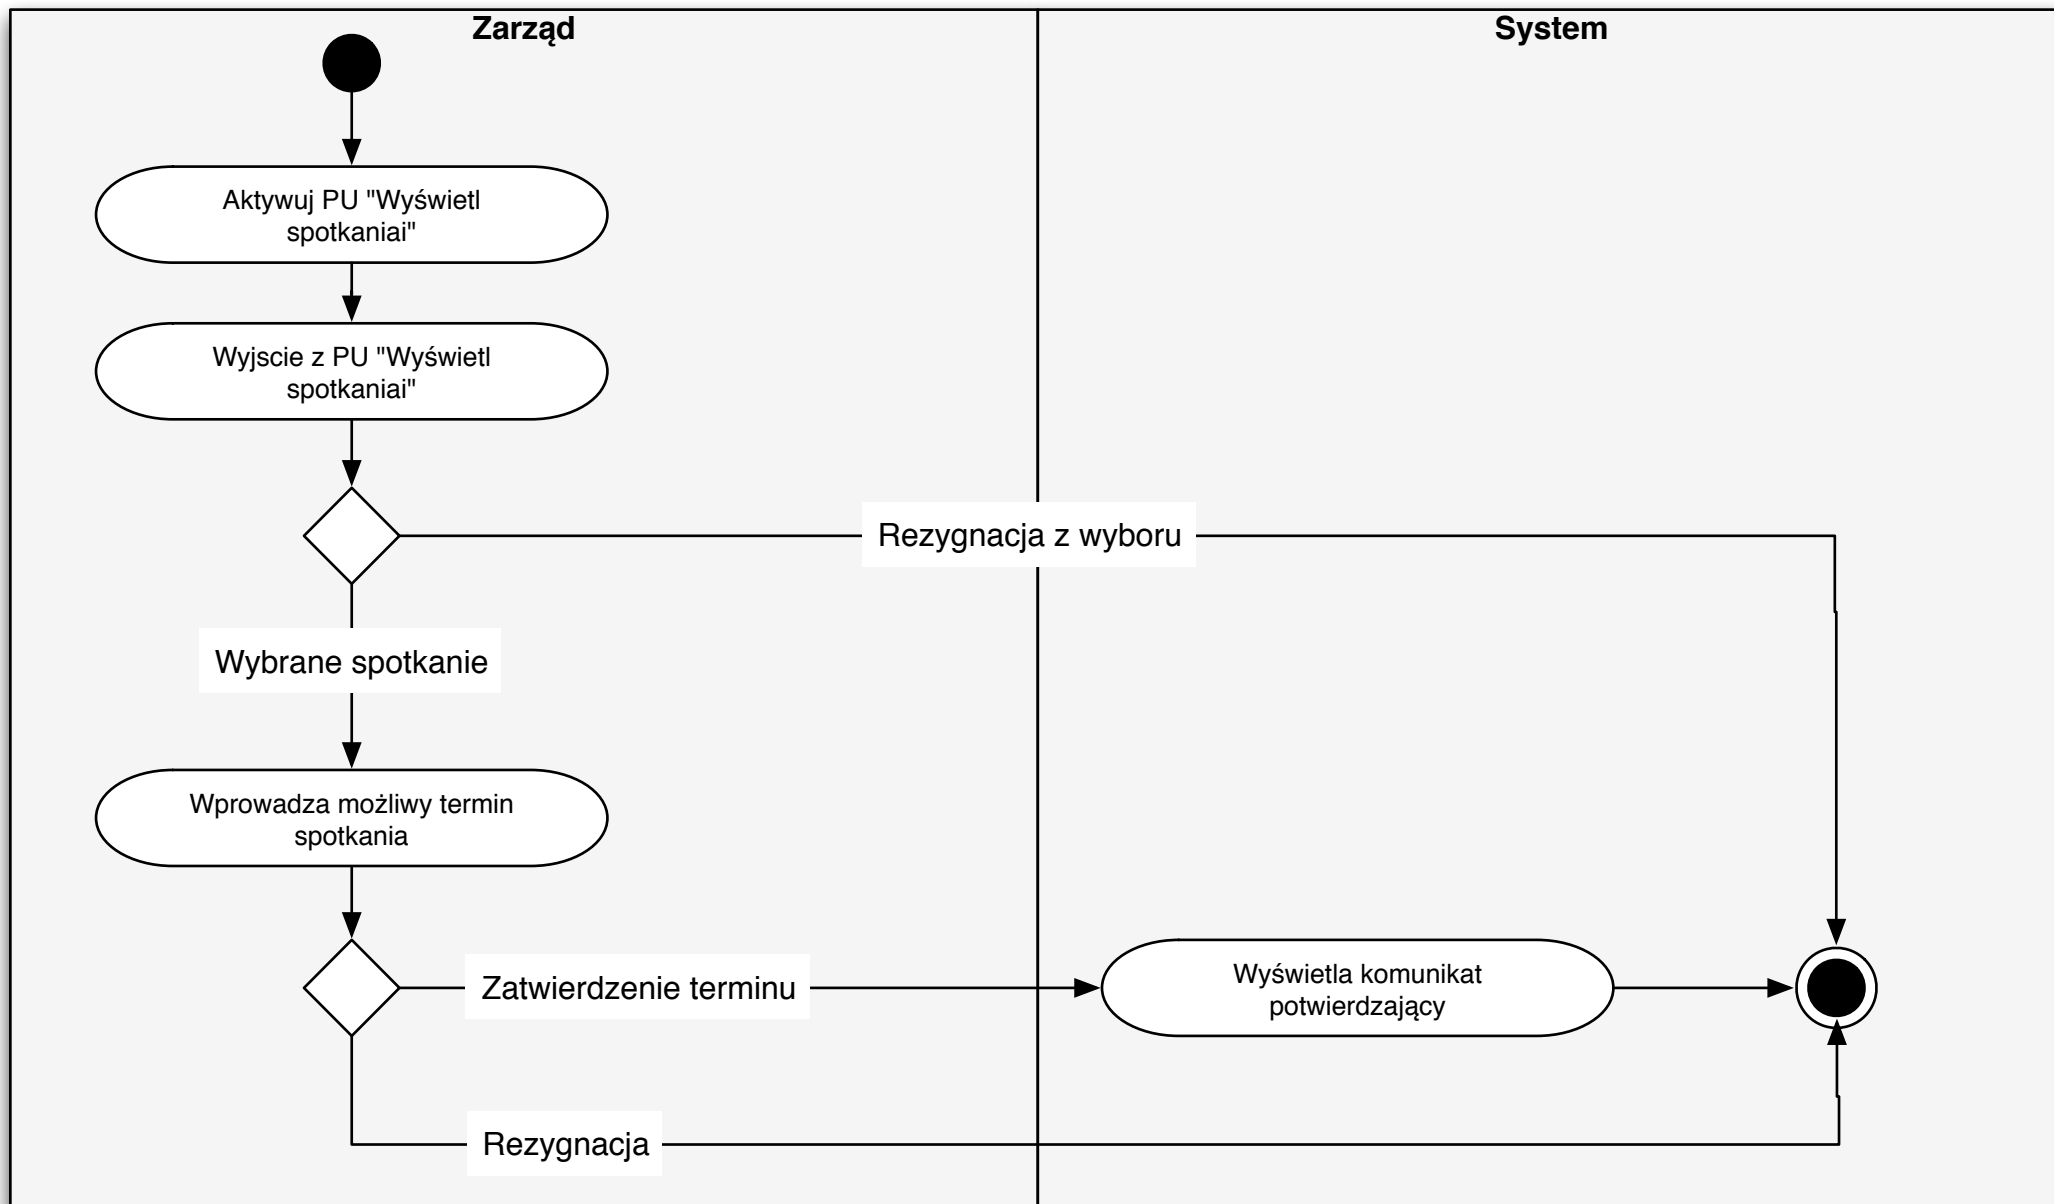 Zarząd
System
Aktywuj PU "Wyświetl
spotkaniai"
Wyjscie z PU "Wyświetl
spotkaniai"
Rezygnacja z wyboru
Wybrane spotkanie
Wprowadza możliwy termin
spotkania
Zatwierdzenie terminu
Wyświetla komunikat
potwierdzający
Rezygnacja